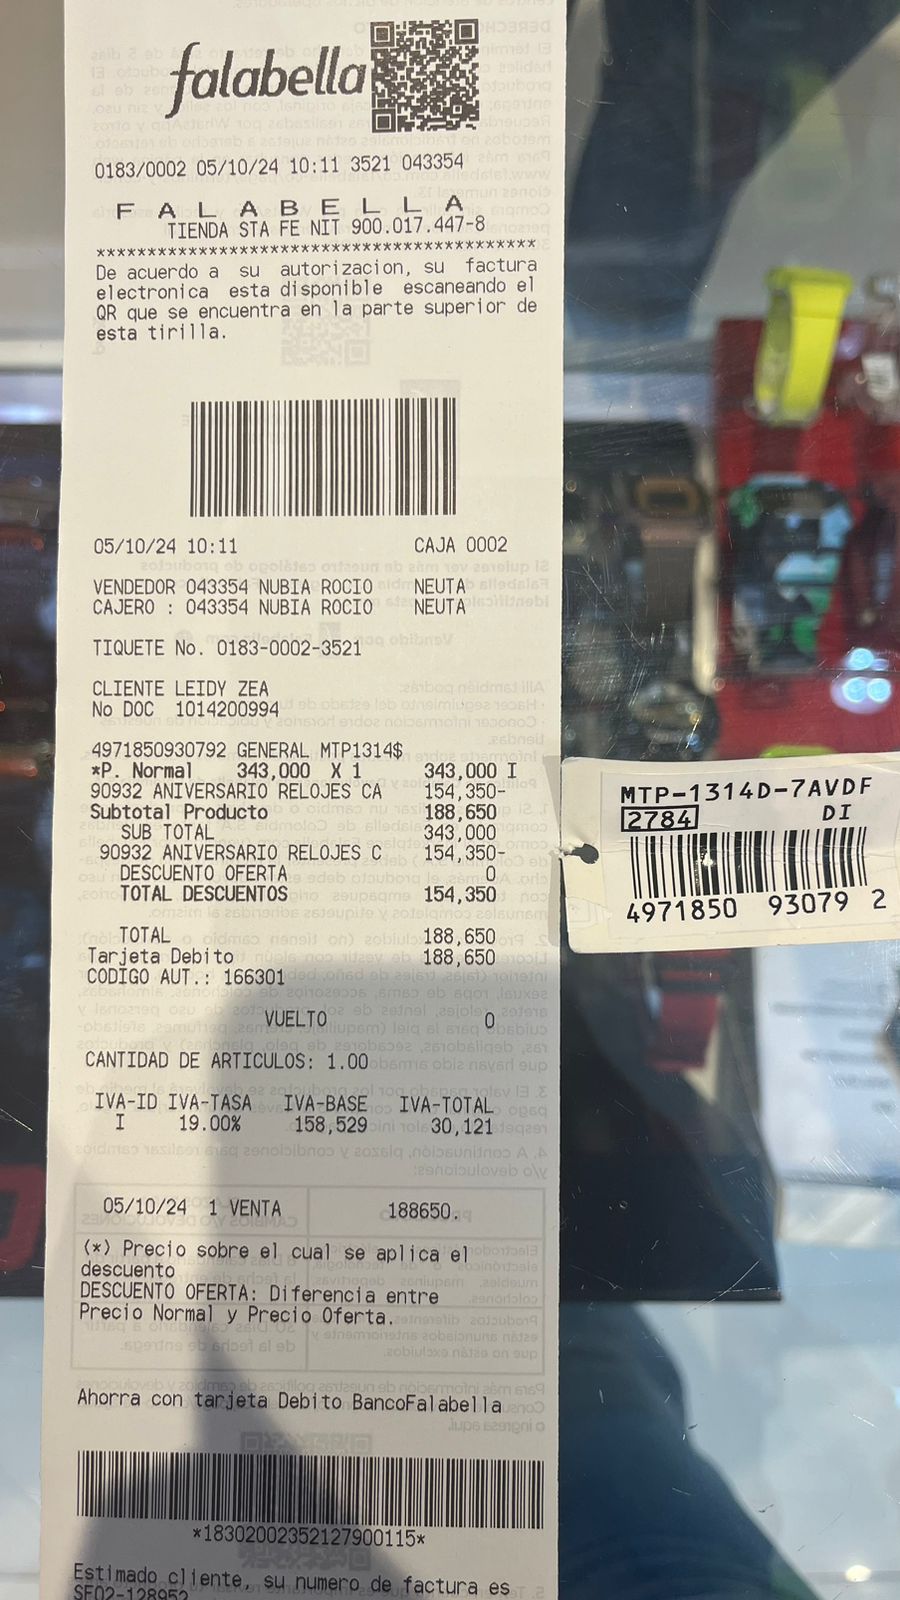 falabella
0183/0002 05/10/24 10:11 3521 043354
F A L A B E L L A
TIENDA STA FE NIT 900.017.447-8
*******************************************
De acuerdo a su autorizacion, su factura
electronica esta disponible escaneando el
QR que se encuentra en la parte superior de
esta tirilla.
05/10/24 10:11 CAJA 0002
VENDEDOR 043354 NUBIA ROCIO NEUTA
CAJERO : 043354 NUBIA ROCIO NEUTA
TIQUETE No. 0183-0002-3521
CLIENTE LEIDY ZEA
No DOC 1014200994
4971850930792 GENERAL MTP1314$
*P. Normal 343,000 X 1 343,000 I
90932 ANIVERSARIO RELOJES CA 154,350-
Subtotal Producto 188,650
SUB TOTAL 343,000
90932 ANIVERSARIO RELOJES C 154,350-
DESCUENTO OFERTA 0
TOTAL DESCUENTOS 154,350
TOTAL 188,650
Tarjeta Debito 188,650
CODIGO AUT.: 166301
VUELTO 0
CANTIDAD DE ARTICULOS: 1.00
IVA-ID IVA-TASA IVA-BASE IVA-TOTAL
I 19.00% 158,529 30,121
05/10/24 1 VENTA 188650.
(*) Precio sobre el cual se aplica el
descuento
DESCUENTO OFERTA: Diferencia entre
Precio Normal y Precio Oferta.
Ahorra con tarjeta Debito BancoFalabella
*18302002352127900115*
Estimado cliente, su numero de factura es
SF02-128952
MTP-1314D-7AVDF
2784 DI
4971850 93079 2